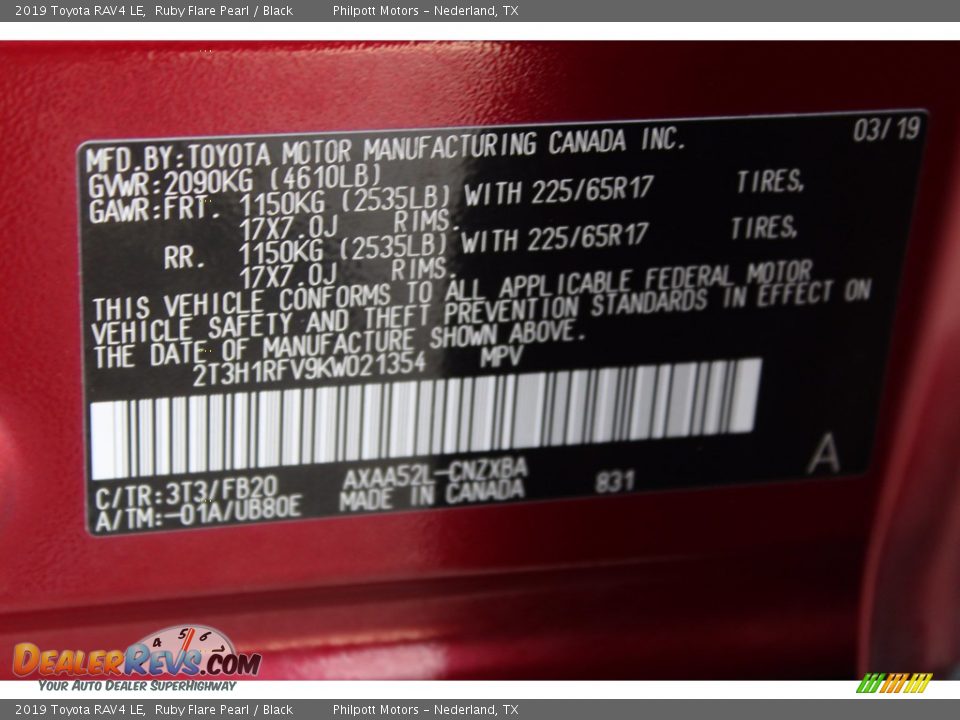 2019 Toyota RAV4 LE, Ruby Flare Pearl / Black Philpott Motors - Nederland, TX
MFD.BY:TOYOTA MOTOR MANUFACTURING CANADA INC. 03/19
GVWR:2090KG (4610LB)
GAWR:FRT. 1150KG (2535LB) WITH 225/65R17 TIRES,
17X7.0J RIMS.
RR. 1150KG (2535LB) WITH 225/65R17 TIRES,
17X7.0J RIMS.
THIS VEHICLE CONFORMS TO ALL APPLICABLE FEDERAL MOTOR
VEHICLE SAFETY AND THEFT PREVENTION STANDARDS IN EFFECT ON
THE DATE OF MANUFACTURE SHOWN ABOVE.
2T3H1RFV9KW021354 MPV
A
C/TR:3T3/FB20 AXAA52L-CNZXBA 831
A/TM:-01A/UB80E MADE IN CANADA
4 5 6
DEALERREVS.COM
YOUR AUTO DEALER SUPERHIGHWAY
2019 Toyota RAV4 LE, Ruby Flare Pearl / Black Philpott Motors - Nederland, TX